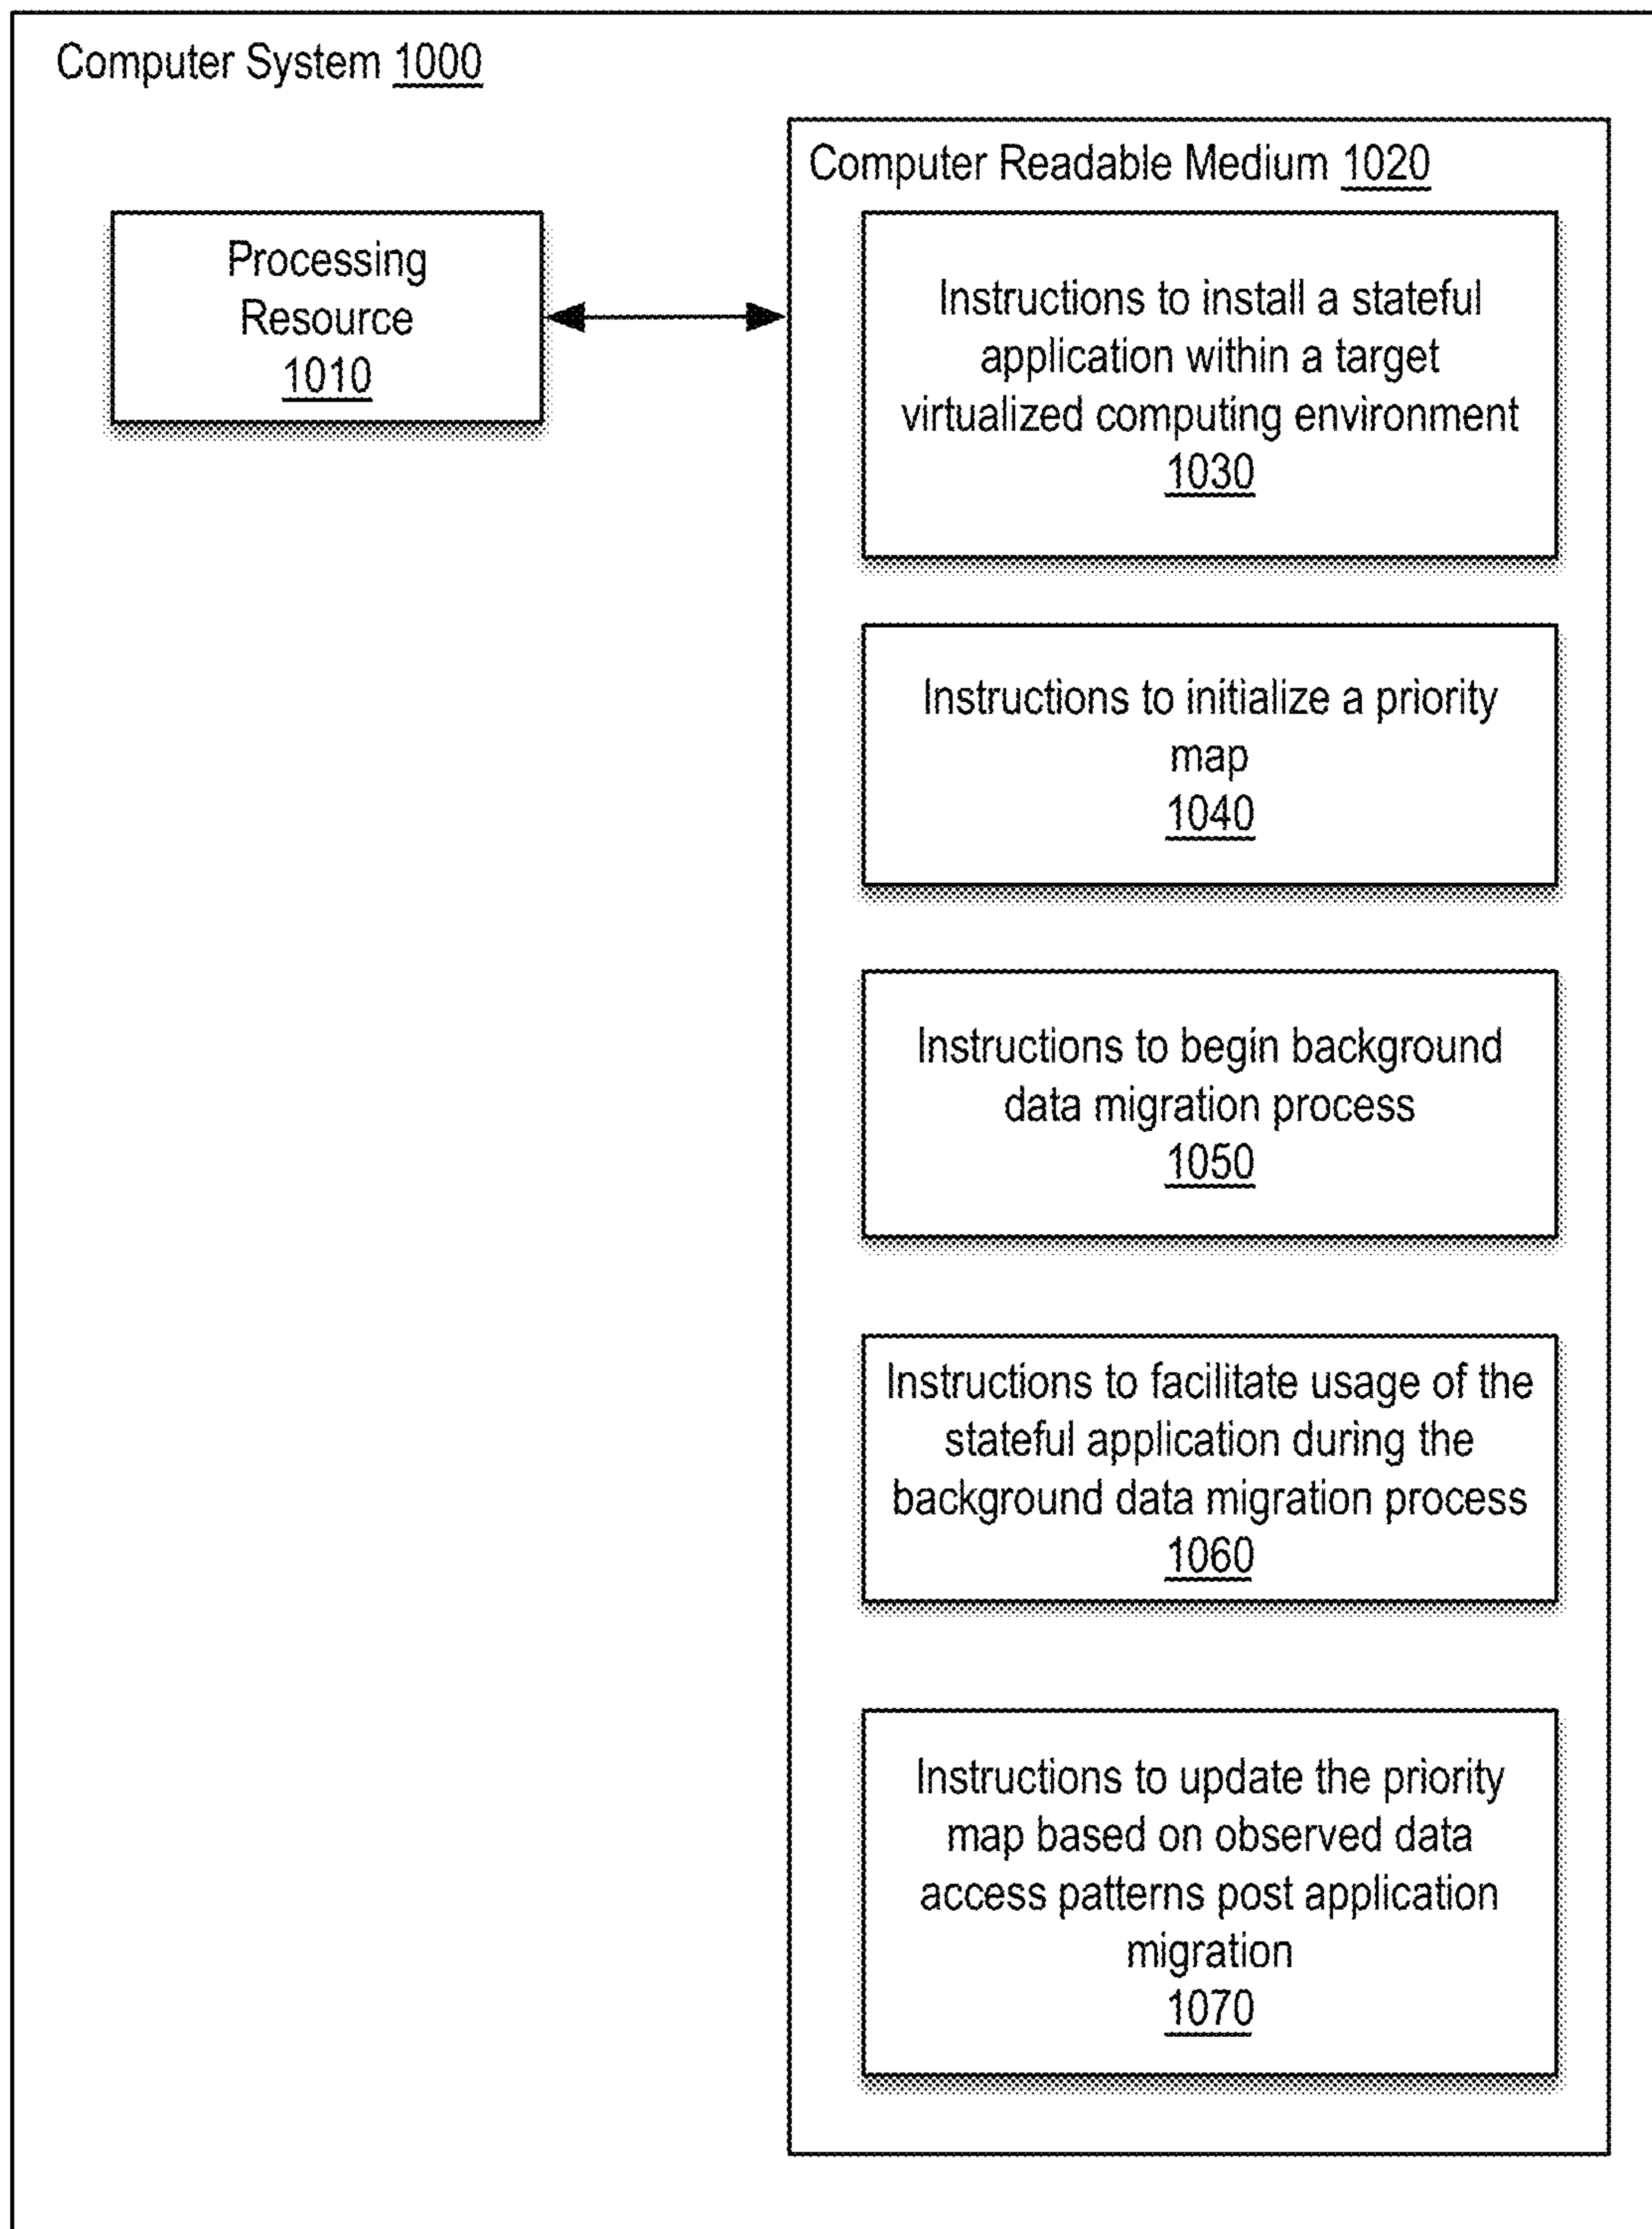 Computer System 1000
Computer Readable Medium 1020
Processing
Resource
1010
Instructions to install a stateful
application within a target
virtualized computing environment
1030
Instructions to initialize a priority
map
1040
Instructions to begin background
data migration process
1050
Instructions to facilitate usage of the
stateful application during the
background data migration process
1060
Instructions to update the priority
map based on observed data
access patterns post application
migration
1070